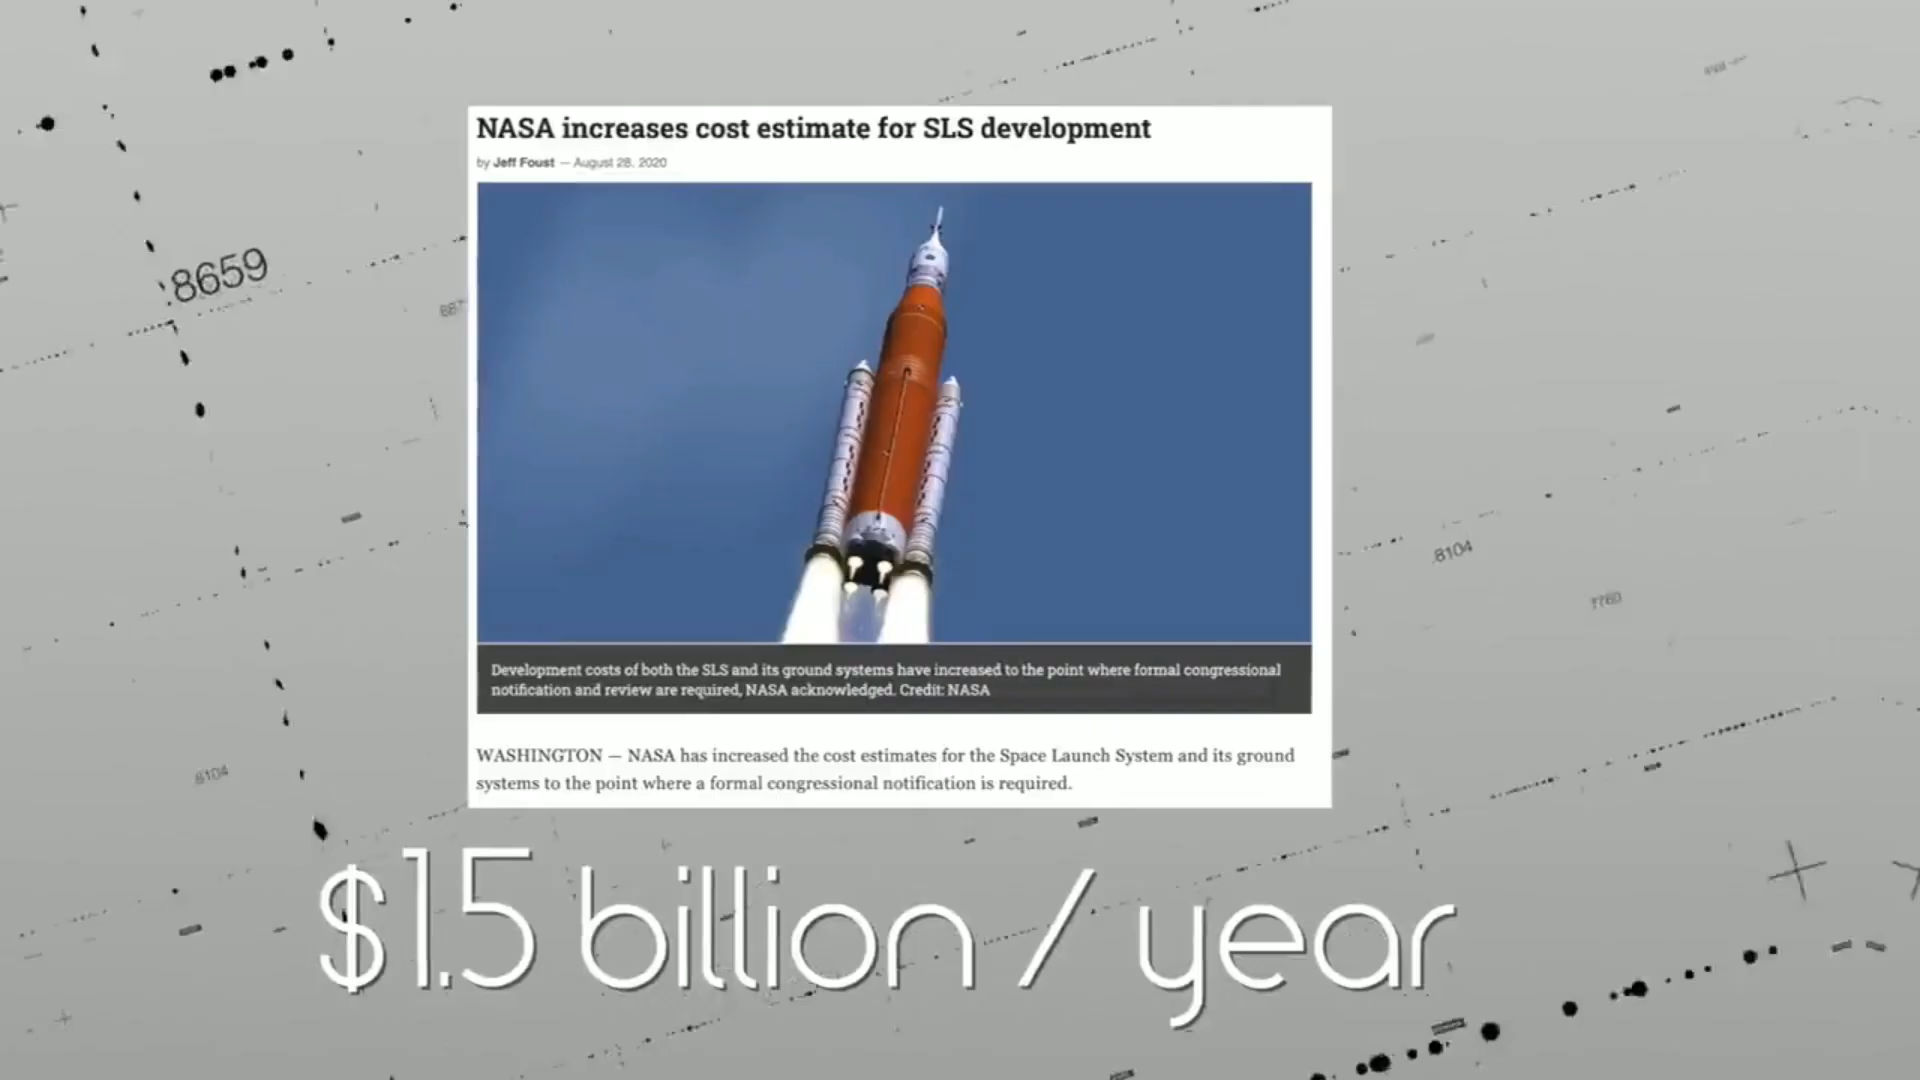 NASA increases cost estimate for SLS development
by Jeff Foust — August 28, 2020
8659
Development costs of both the SLS and its ground systems have increased to the point where formal congressional
notification and review are required, NASA acknowledged. Credit: NASA
8104
7760
WASHINGTON — NASA has increased the cost estimates for the Space Launch System and its ground
systems to the point where a formal congressional notification is required.
8104
$1.5 billion / year